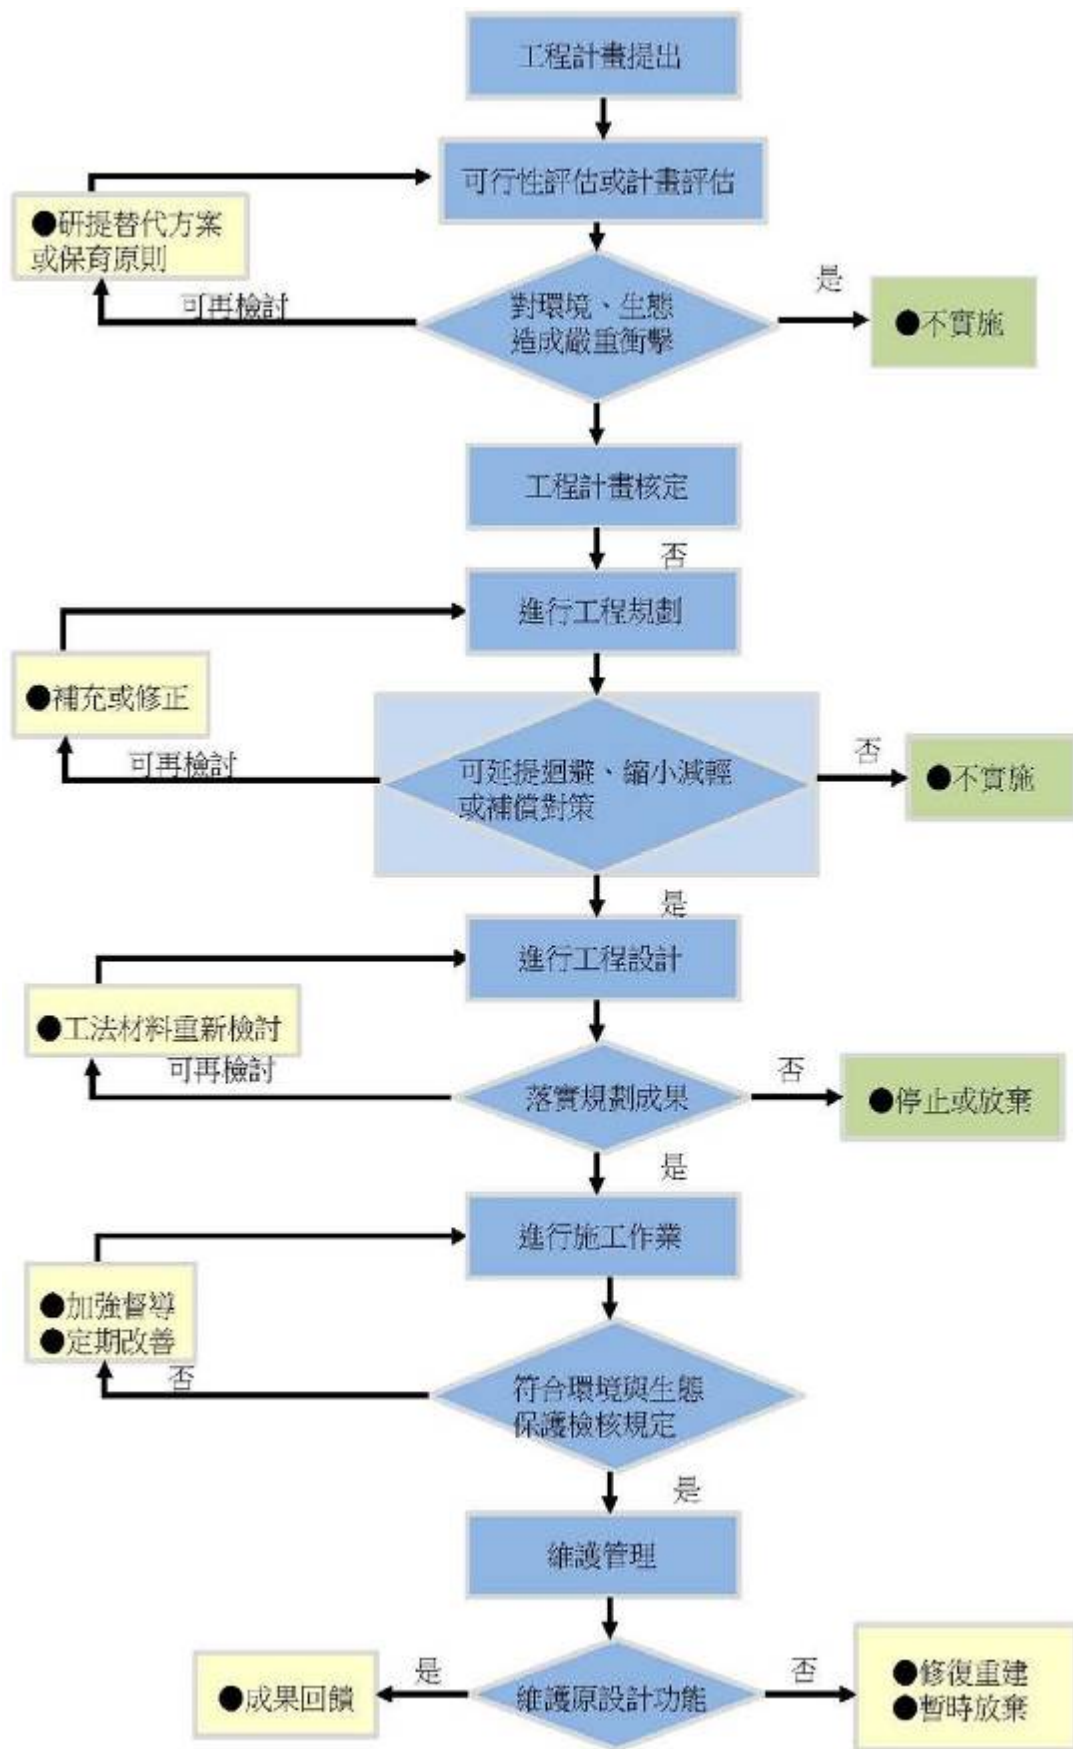 工程計畫提出
可行性評估或計畫評估
●研提替代方案
或保育原則
可再檢討
對環境、生態
造成嚴重衝擊
是
●不實施
工程計畫核定
否
進行工程規劃
●補充或修正
可再檢討
可延提迴避、縮小減輕
或補償對策
否
●不實施
是
進行工程設計
●工法材料重新檢討
可再檢討
落實規劃成果
否
●停止或放棄
是
進行施工作業
●加強督導
●定期改善
否
符合環境與生態
保護檢核規定
是
維護管理
●成果回饋
是
維護原設計功能
否
●修復重建
●暫時放棄